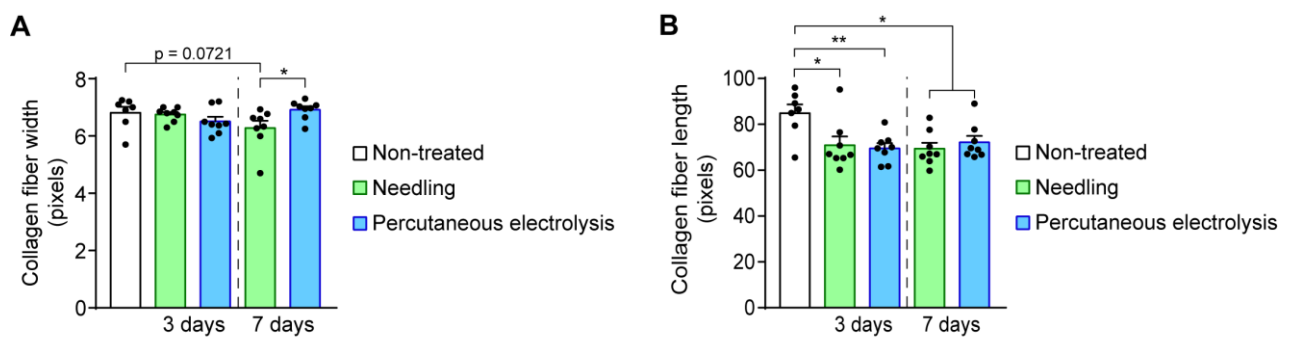 A
p = 0.0721
*
8
6
4
2
0
Collagen fiber width
(pixels)
3 days
7 days
Non-treated
Needling
Percutaneous electrolysis
B
*
**
*
100
80
60
40
20
0
Collagen fiber length
(pixels)
3 days
7 days
Non-treated
Needling
Percutaneous electrolysis